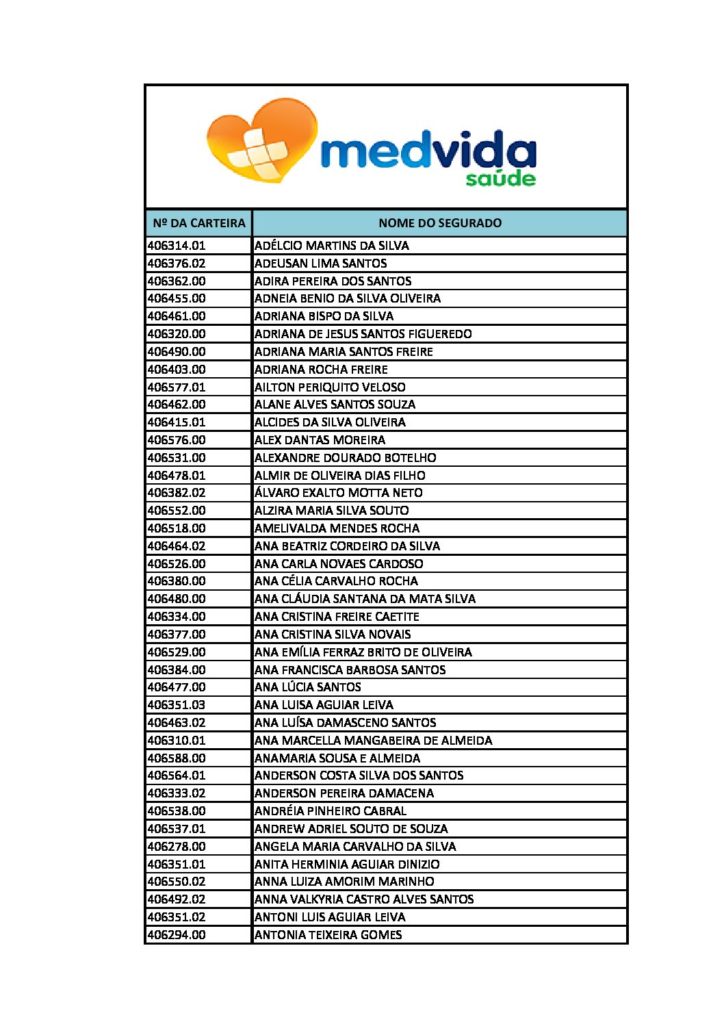 medvida
saúde
Nº DA CARTEIRA NOME DO SEGURADO
406314.01 ADÉLCIO MARTINS DA SILVA
406376.02 ADEUSAN LIMA SANTOS
406362.00 ADIRA PEREIRA DOS SANTOS
406455.00 ADNEIA BENIO DA SILVA OLIVEIRA
406461.00 ADRIANA BISPO DA SILVA
406320.00 ADRIANA DE JESUS SANTOS FIGUEREDO
406490.00 ADRIANA MARIA SANTOS FREIRE
406403.00 ADRIANA ROCHA FREIRE
406577.01 AILTON PERIQUITO VELOSO
406462.00 ALANE ALVES SANTOS SOUZA
406415.01 ALCIDES DA SILVA OLIVEIRA
406576.00 ALEX DANTAS MOREIRA
406531.00 ALEXANDRE DOURADO BOTELHO
406478.01 ALMIR DE OLIVEIRA DIAS FILHO
406382.02 ÁLVARO EXALTO MOTTA NETO
406552.00 ALZIRA MARIA SILVA SOUTO
406518.00 AMELIVALDA MENDES ROCHA
406464.02 ANA BEATRIZ CORDEIRO DA SILVA
406526.00 ANA CARLA NOVAES CARDOSO
406380.00 ANA CÉLIA CARVALHO ROCHA
406480.00 ANA CLÁUDIA SANTANA DA MATA SILVA
406334.00 ANA CRISTINA FREIRE CAETITE
406377.00 ANA CRISTINA SILVA NOVAIS
406529.00 ANA EMÍLIA FERRAZ BRITO DE OLIVEIRA
406384.00 ANA FRANCISCA BARBOSA SANTOS
406477.00 ANA LÚCIA SANTOS
406351.03 ANA LUISA AGUIAR LEIVA
406463.02 ANA LUÍSA DAMASCENO SANTOS
406310.01 ANA MARCELLA MANGABEIRA DE ALMEIDA
406588.00 ANAMARIA SOUSA E ALMEIDA
406564.01 ANDERSON COSTA SILVA DOS SANTOS
406333.02 ANDERSON PEREIRA DAMACENA
406538.00 ANDRÉIA PINHEIRO CABRAL
406537.01 ANDREW ADRIEL SOUTO DE SOUZA
406278.00 ANGELA MARIA CARVALHO DA SILVA
406351.01 ANITA HERMINIA AGUIAR DINIZIO
406550.02 ANNA LUIZA AMORIM MARINHO
406492.02 ANNA VALKYRIA CASTRO ALVES SANTOS
406351.02 ANTONI LUIS AGUIAR LEIVA
406294.00 ANTONIA TEIXEIRA GOMES